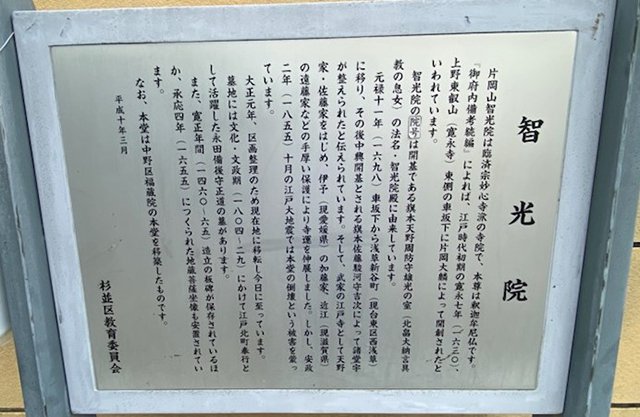 智光院
片岡山智光院は臨済宗妙心寺派の寺院で、本尊は釈迦牟尼仏です。
『御府内備考続編』によれば、江戸時代初期の寛永七年（一六三〇）、
上野東叡山（寛永寺）東側の車坂下に片岡大麟によって開創されたと
いわれています。
智光院の院号は開基である旗本天野周防守雄光の室（北畠大納言具
教の息女）の法名・智光院殿に由来しています。
元禄十一年（一六九八）車坂下から浅草新谷町（現台東区西浅草）
に移り、その後中興開基とされる旗本佐藤駿河守吉次によって諸堂宇
が整えられたと伝えられています。そして、武家の江戸寺として天野
家・佐藤家をはじめ、伊予（現愛媛県）の加藤家、近江（現滋賀県）
の遠藤家などの手厚い保護により寺運を伸展しました。しかし、安政
二年（一八五五）十月の江戸大地震では本堂の倒壊という被害を蒙っ
ています。
大正元年、区画整理のため現在地に移転し今日に至っています。
墓地には文化・文政期（一八〇四～二九）にかけて江戸北町奉行と
して活躍した永田備後守正道の墓があります。
また、寛正年間（一四六〇～六五）造立の板碑が保存されているほ
か、承応四年（一六五五）につくられた地蔵菩薩坐像も安置されてい
ます。
なお、本堂は中野区福蔵院の本堂を移築したものです。
平成十年三月
杉並区教育委員会